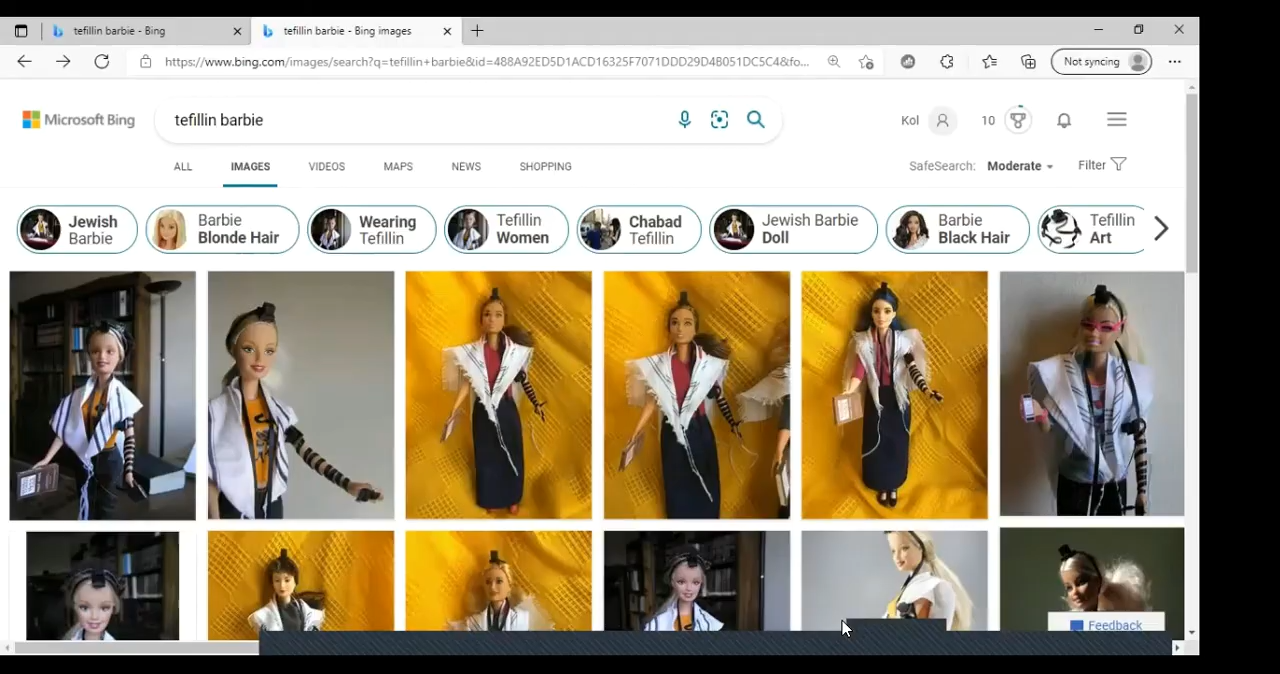 tefillin barbie - Bing
tefillin barbie - Bing images
https://www.bing.com/images/search?q=tefillin+barbie&id=488A92ED5D1ACD16325F7071DDD29D4B051DC5C4&fo...
Not syncing
Microsoft Bing
tefillin barbie
Kol
10
ALL
IMAGES
VIDEOS
MAPS
NEWS
SHOPPING
SafeSearch: Moderate
Filter
Jewish
Barbie
Barbie
Blonde Hair
Wearing
Tefillin
Tefillin
Women
Chabad
Tefillin
Jewish Barbie
Doll
Barbie
Black Hair
Tefillin
Art
Feedback